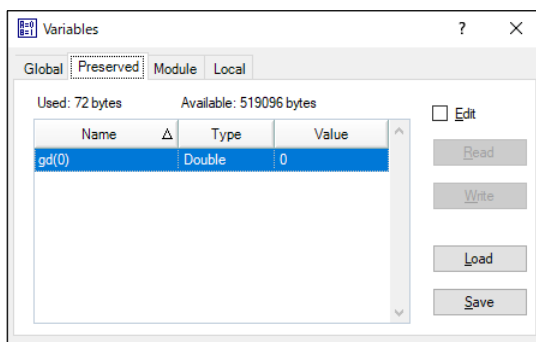 Variables ? ×
Global Preserved Module Local
Used: 72 bytes Available: 519096 bytes
Edit
Name Δ Type Value
gd(0) Double 0
Read
Write
Load
Save